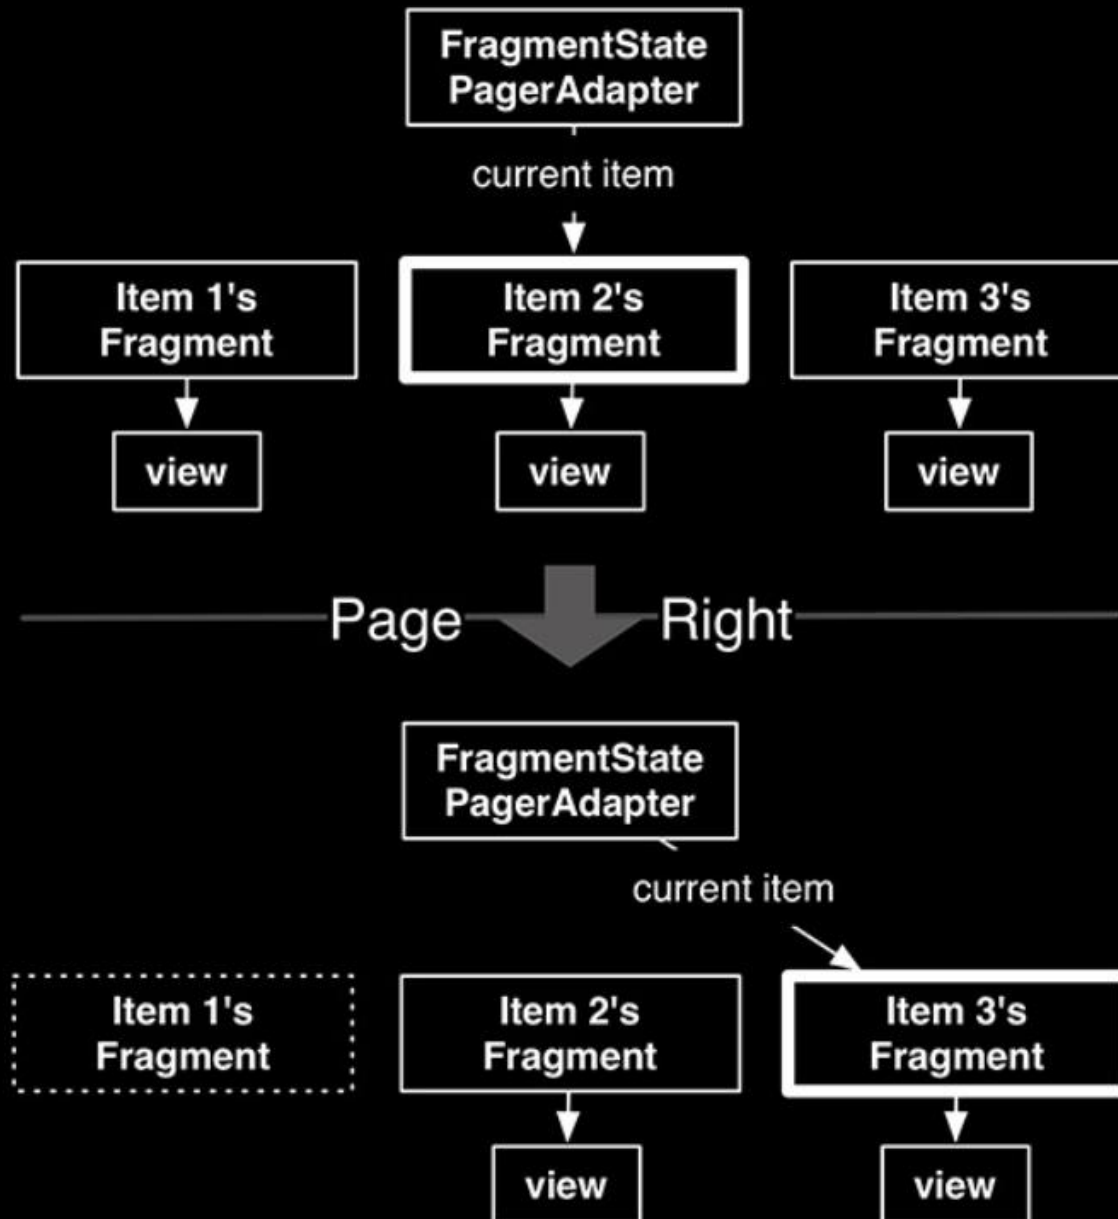 FragmentState
PagerAdapter
current item
Item 1's
Fragment
Item 2's
Fragment
Item 3's
Fragment
view
view
view
Page Right
FragmentState
PagerAdapter
current item
Item 1's
Fragment
Item 2's
Fragment
Item 3's
Fragment
view
view